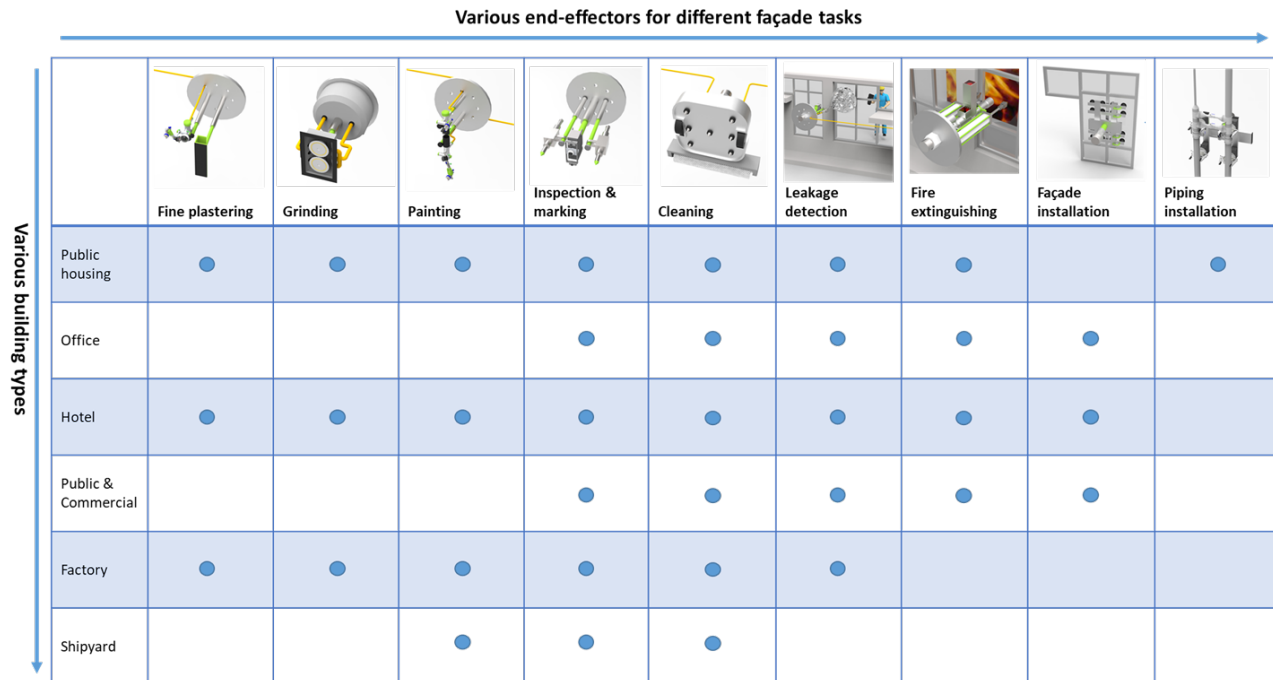 Various end-effectors for different façade tasks
Various building types
Fine plastering
Grinding
Painting
Inspection &
marking
Cleaning
Leakage
detection
Fire
extinguishing
Façade
installation
Piping
installation
Public
housing
Office
Hotel
Public &
Commercial
Factory
Shipyard